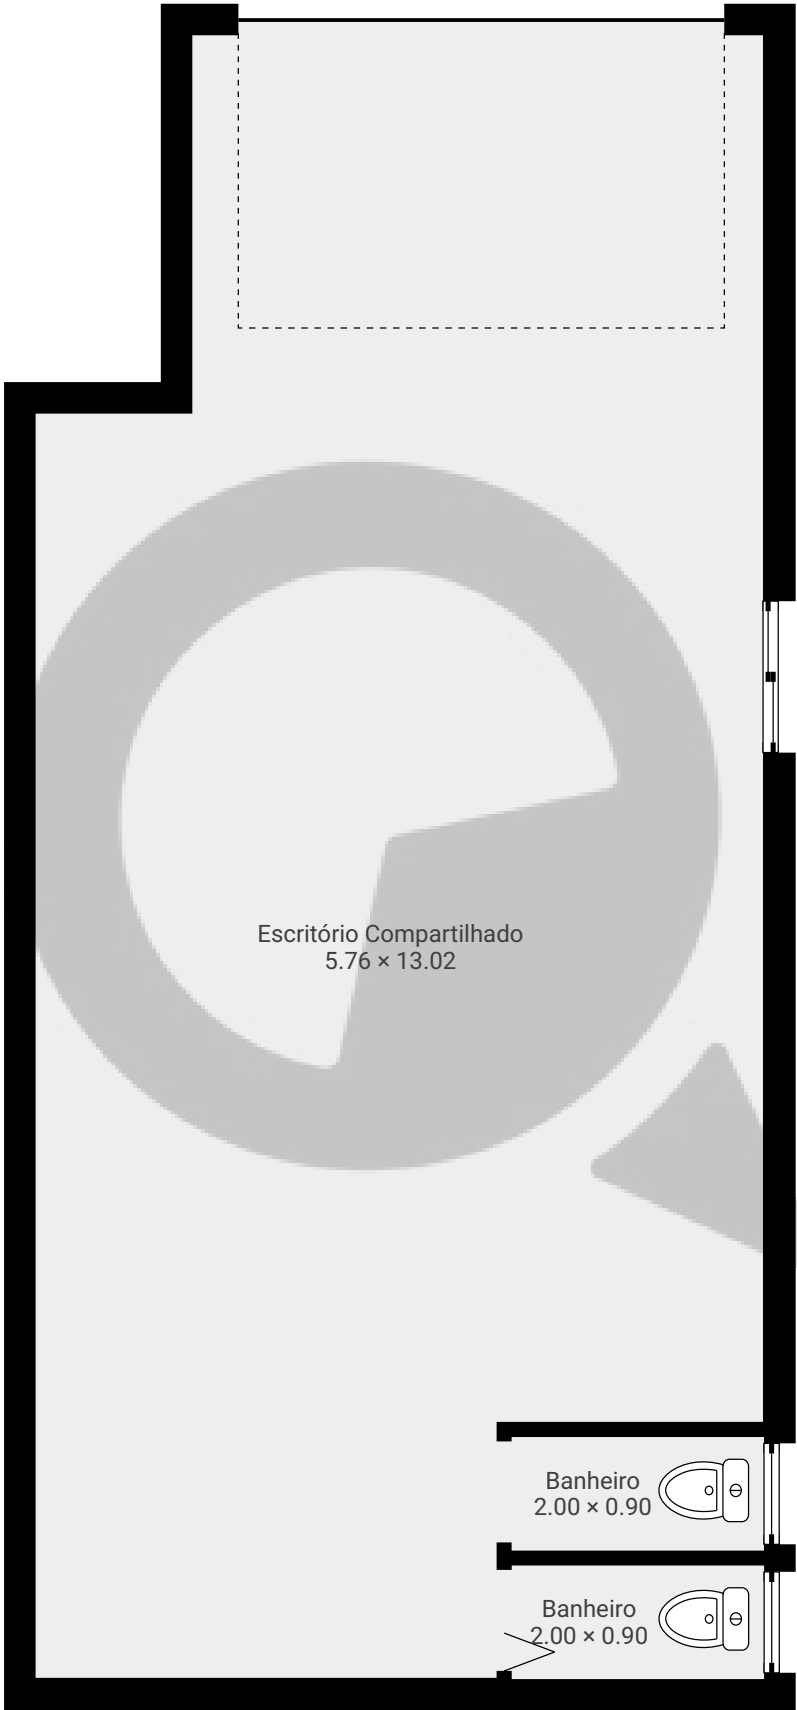 Escritório Compartilhado
5.76 × 13.02
Banheiro
2.00 × 0.90
Banheiro
2.00 × 0.90